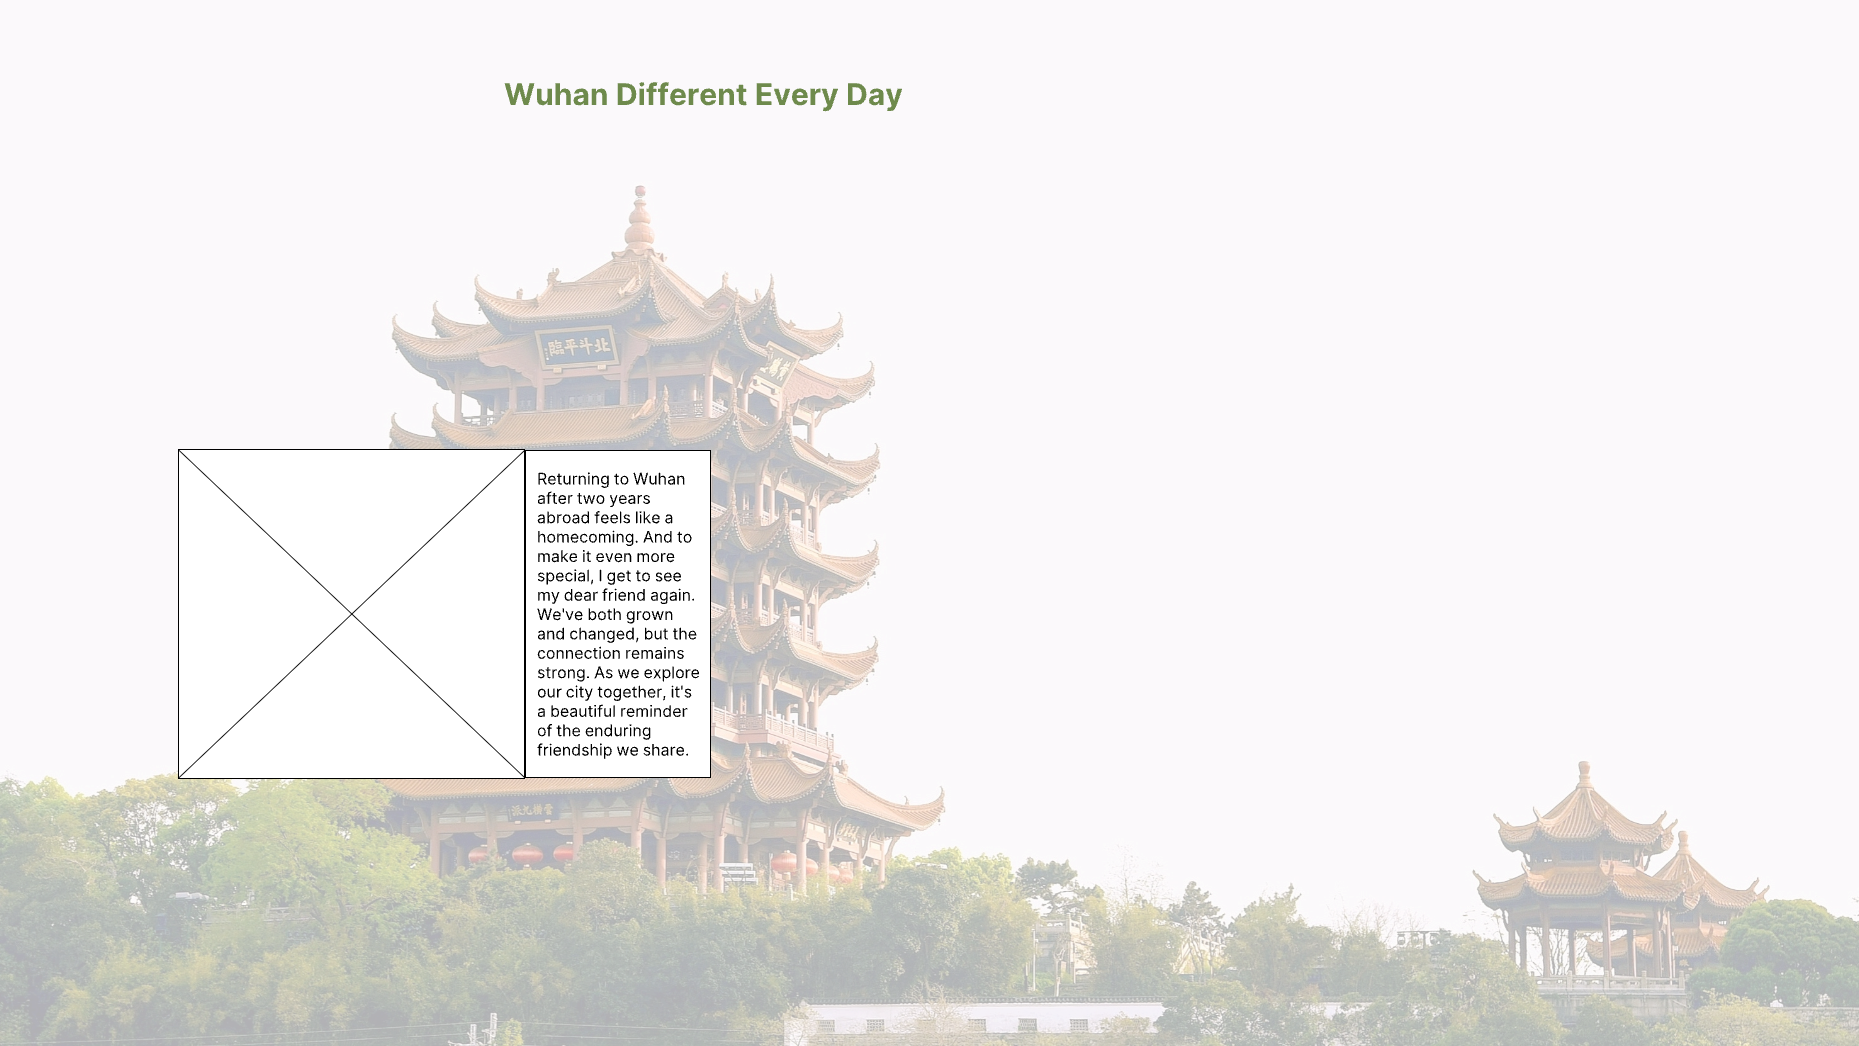 Wuhan Different Every Day
臨平斗北
Returning to Wuhan
after two years
abroad feels like a
homecoming. And to
make it even more
special, I get to see
my dear friend again.
We've both grown
and changed, but the
connection remains
strong. As we explore
our city together, it's
a beautiful reminder
of the enduring
friendship we share.